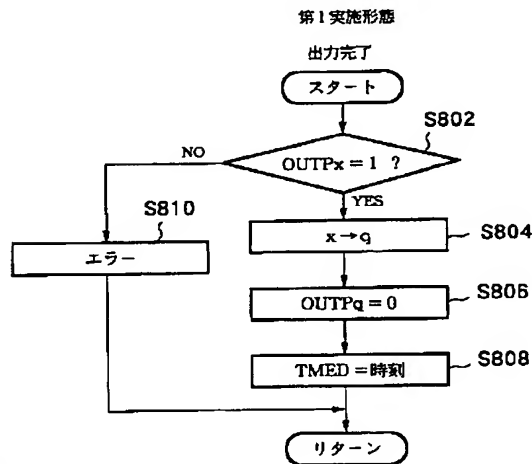 第1実施形態
出力完了
スタート
S802
NO
OUTPx = 1 ?
YES
S810
エラー
x→q
S804
OUTPq = 0
S806
TMED = 時刻
S808
リターン